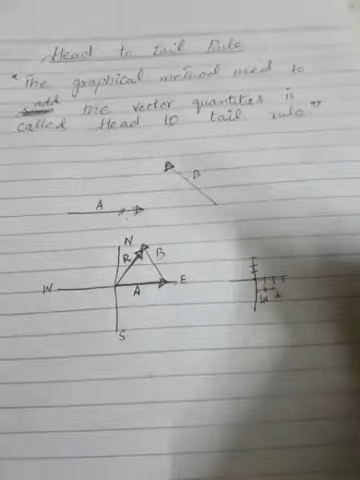 Head to tail Rule
"The graphical method used to
add the vector quantities is
called Head to tail rule"
B
A
N
R B
W A E
S